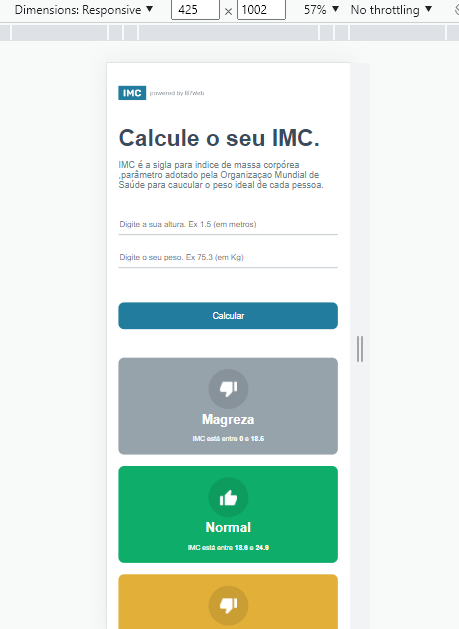 Dimensions: Responsive ▼ 425 × 1002 57% ▼ No throttling ▼
IMC powered by B7Web
Calcule o seu IMC.
IMC é a sigla para indice de massa corpórea
,parâmetro adotado pela Organizaçao Mundial de
Saúde para caucular o peso ideal de cada pessoa.
Digite a sua altura. Ex 1.5 (em metros)
Digite o seu peso. Ex 75.3 (em Kg)
Calcular
Magreza
IMC está entre 0 e 18.5
Normal
IMC está entre 18.6 e 24.9